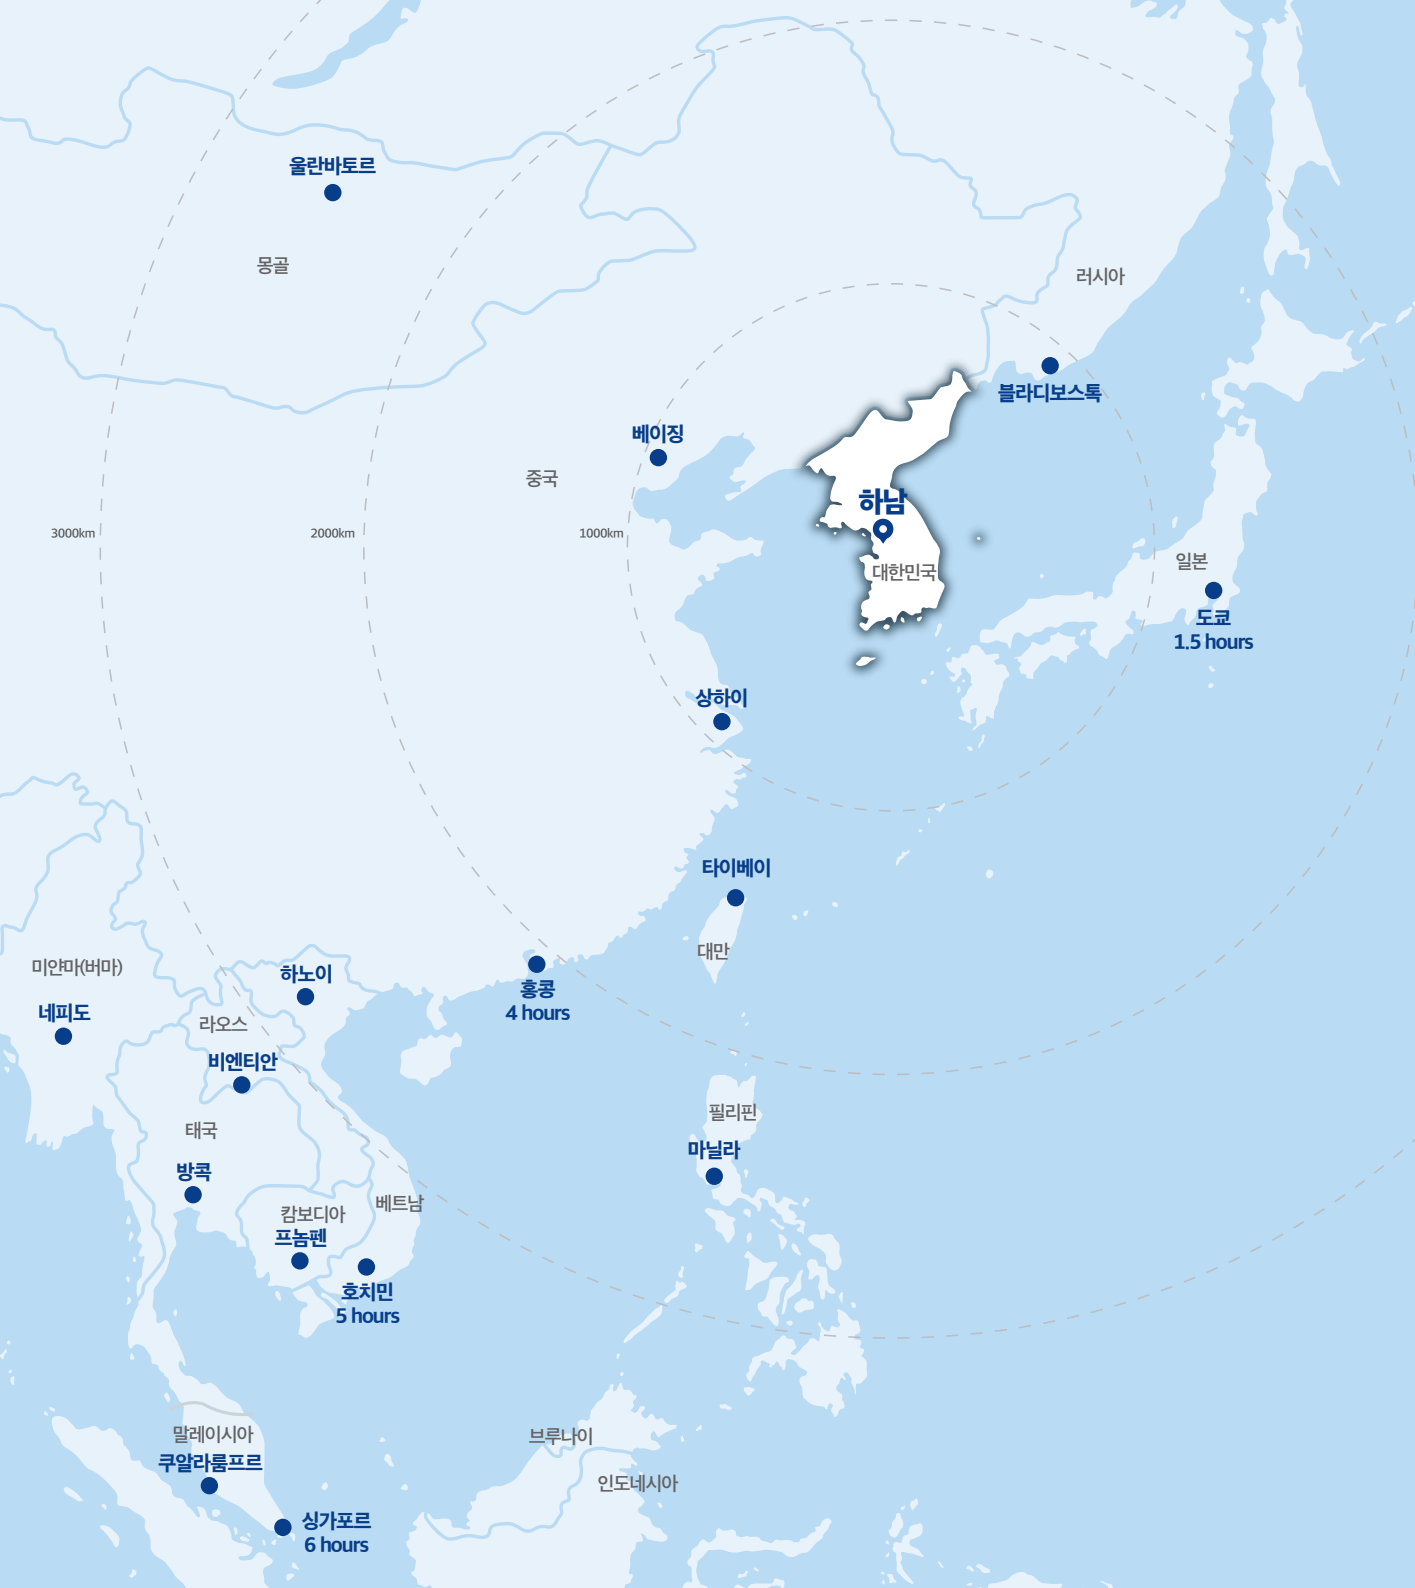 울란바토르
몽골
러시아
블라디보스톡
베이징
중국
하남
3000km
2000km
1000km
대한민국
일본
도쿄
1.5 hours
상하이
타이베이
대만
미얀마(버마)
네피도
하노이
홍콩
4 hours
라오스
비엔티안
필리핀
태국
마닐라
방콕
베트남
캄보디아
프놈펜
호치민
5 hours
말레이시아
쿠알라룸프르
브루나이
인도네시아
싱가포르
6 hours